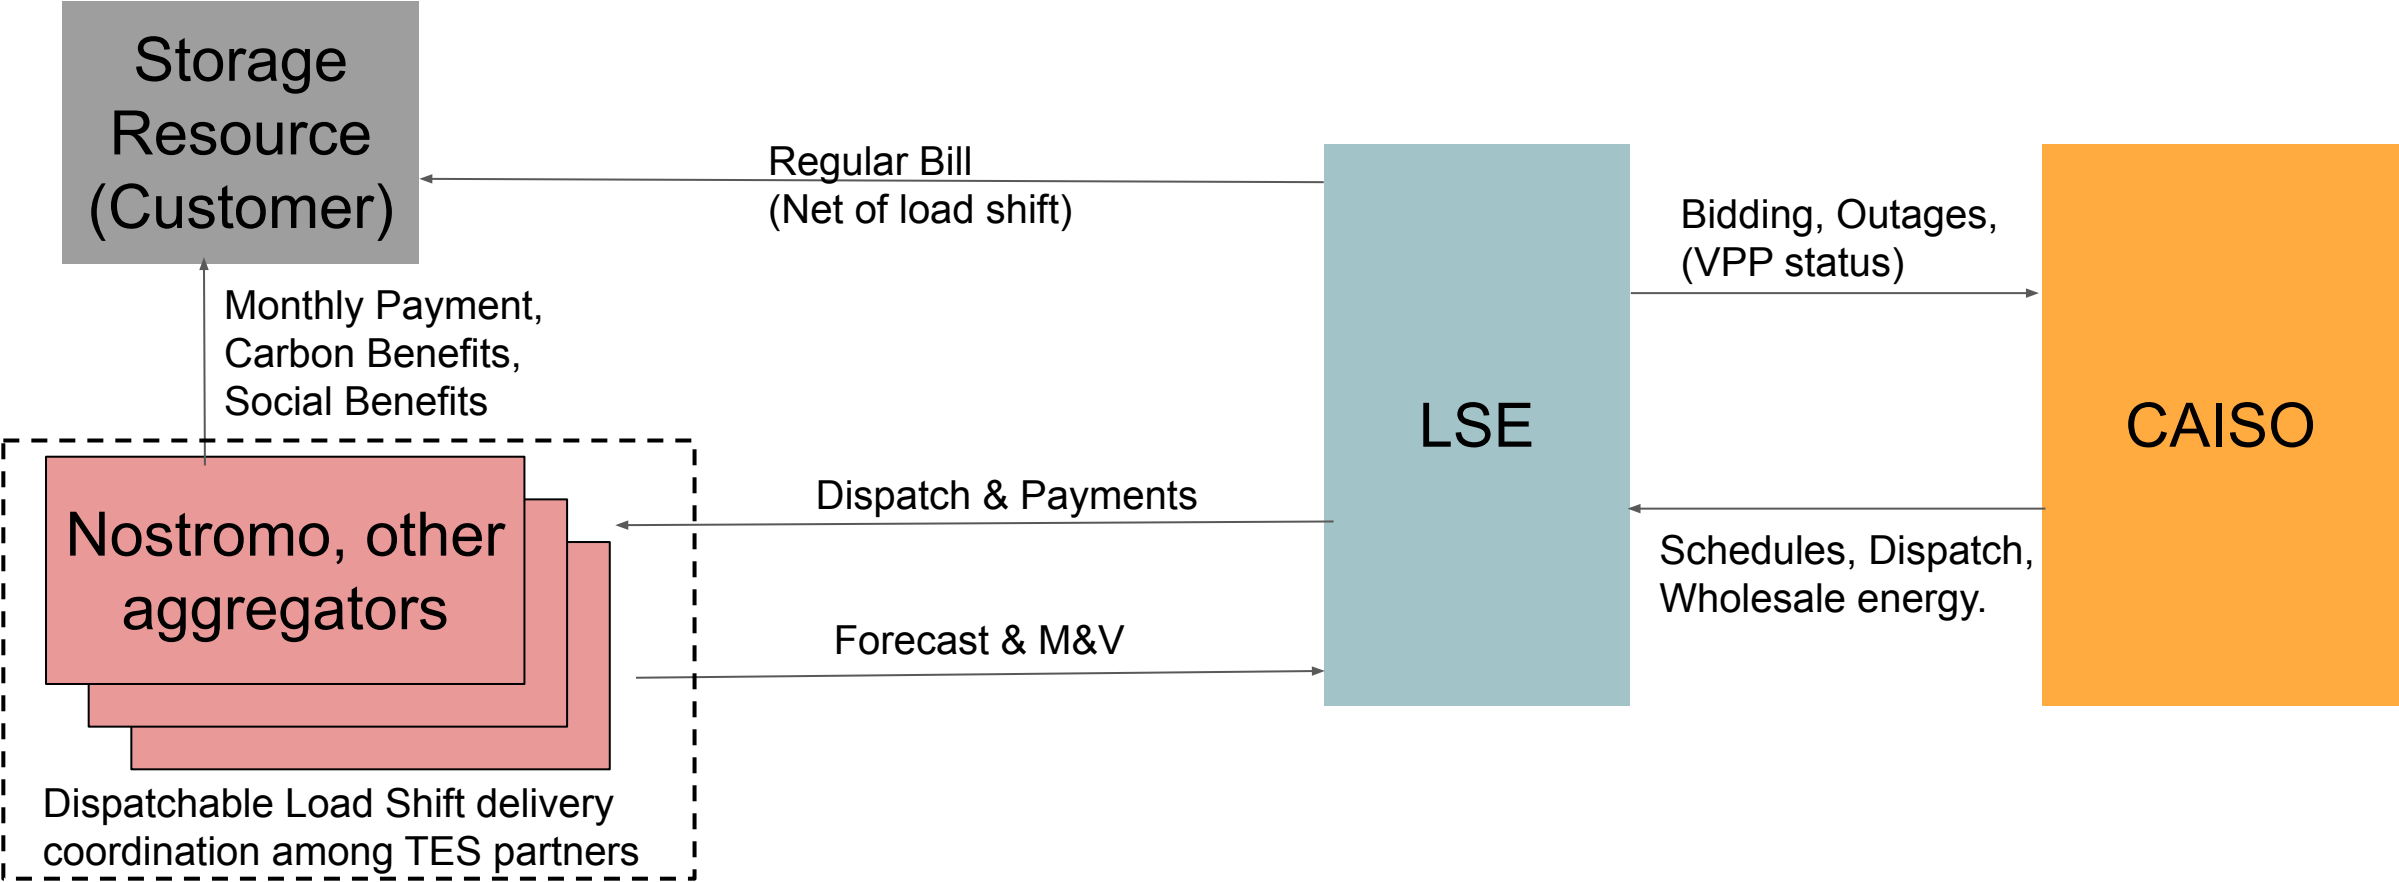 Storage
Resource
(Customer)
Regular Bill
(Net of load shift)
Bidding, Outages,
(VPP status)
Monthly Payment,
Carbon Benefits,
Social Benefits
LSE
CAISO
Nostromo, other
aggregators
Dispatch & Payments
Schedules, Dispatch,
Wholesale energy.
Forecast & M&V
Dispatchable Load Shift delivery
coordination among TES partners